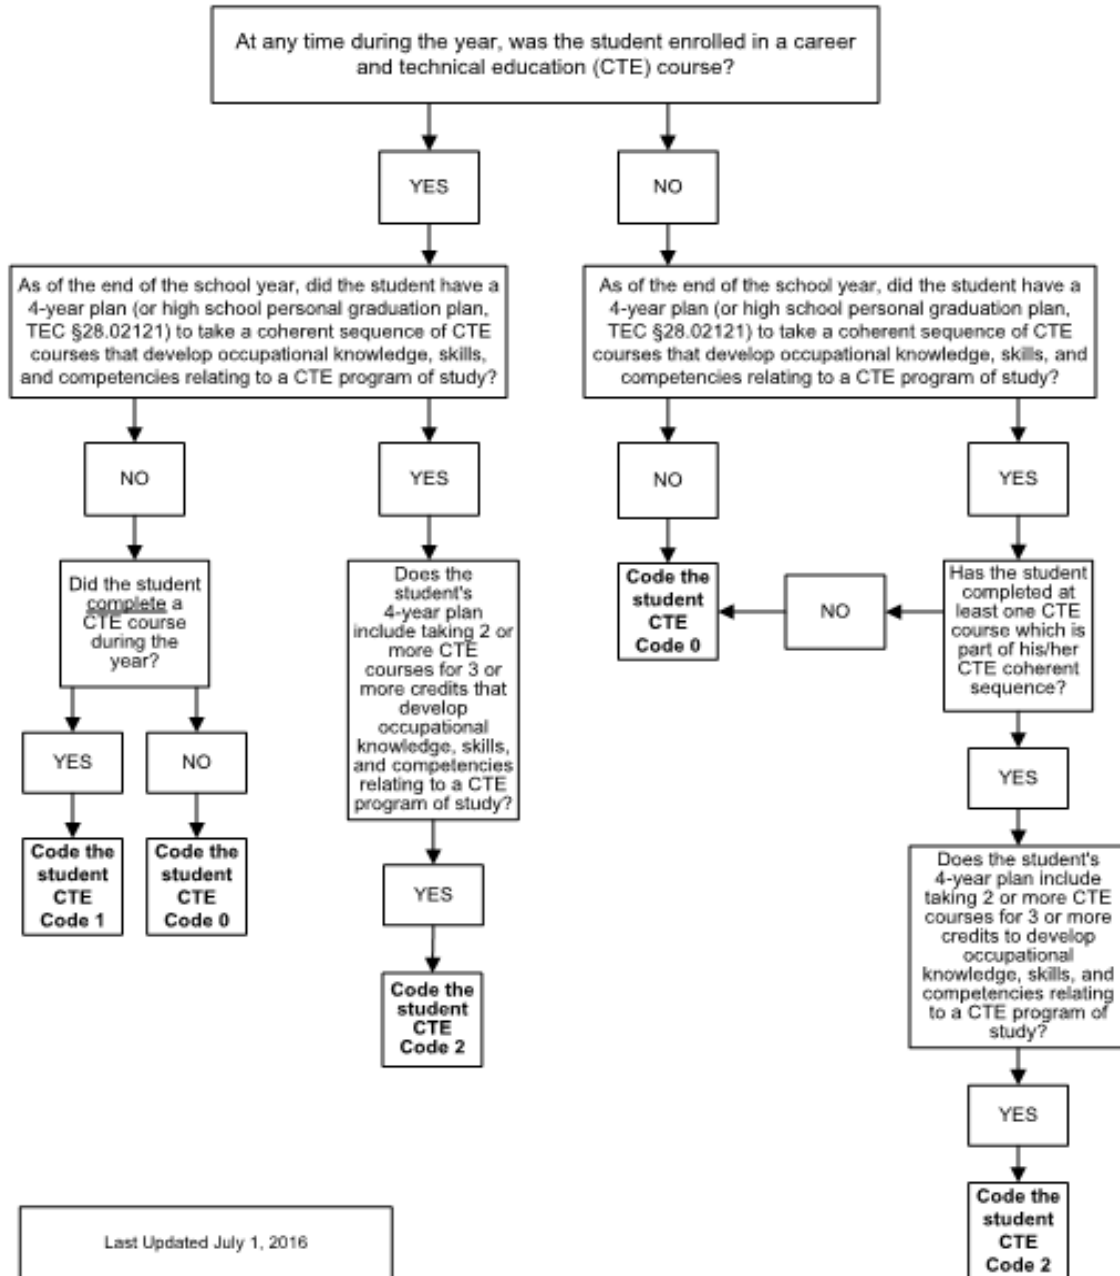 At any time during the year, was the student enrolled in a career
and technical education (CTE) course?
YES
NO
As of the end of the school year, did the student have a
4-year plan (or high school personal graduation plan,
TEC §28.02121) to take a coherent sequence of CTE
courses that develop occupational knowledge, skills,
and competencies relating to a CTE program of study?
As of the end of the school year, did the student have a
4-year plan (or high school personal graduation plan,
TEC §28.02121) to take a coherent sequence of CTE
courses that develop occupational knowledge, skills, and
competencies relating to a CTE program of study?
NO
YES
NO
YES
Did the student
complete a
CTE course
during the
year?
Does the
student's
4-year plan
include taking 2 or
more CTE
courses for 3 or
more credits that
develop
occupational
knowledge, skills,
and competencies
relating to a CTE
program of study?
Code the
student
CTE
Code 0
NO
Has the student
completed at
least one CTE
course which is
part of his/her
CTE coherent
sequence?
YES
NO
YES
Code the
student
CTE
Code 1
Code the
student
CTE
Code 0
YES
Code the
student
CTE
Code 2
Does the student's
4-year plan include
taking 2 or more CTE
courses for 3 or more
credits to develop
occupational
knowledge, skills, and
competencies relating
to a CTE program of
study?
YES
Code the
student
CTE
Code 2
Last Updated July 1, 2016